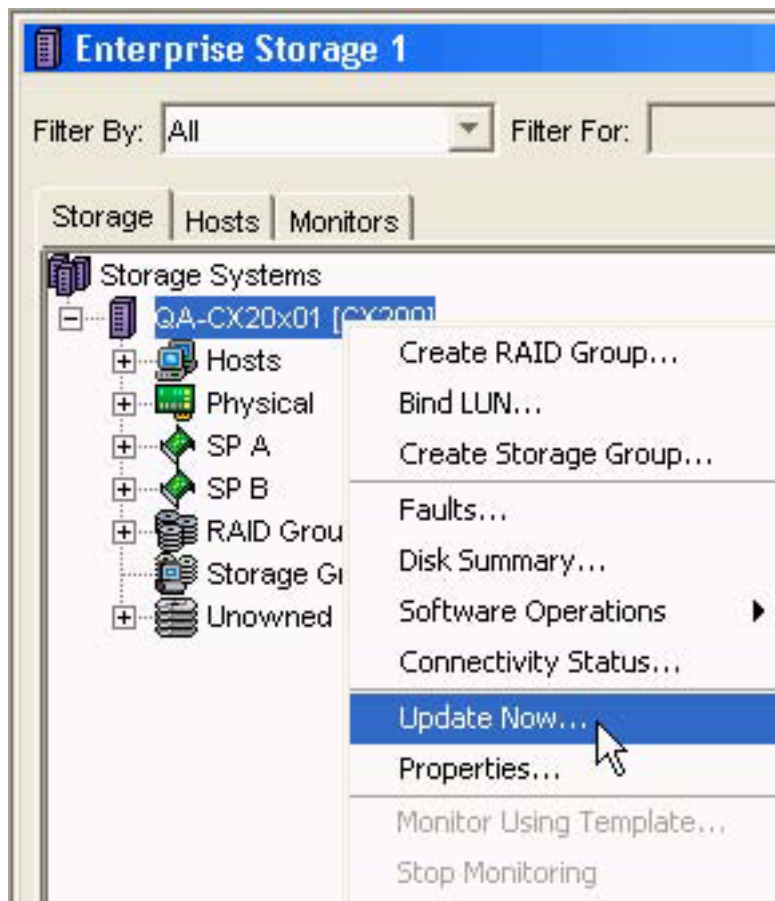 Enterprise Storage 1
Filter By: All Filter For:
Storage Hosts Monitors
Storage Systems
QA-CX20x01 [CX200]
Hosts
Physical
SP A
SP B
RAID Grou
Storage Gr
Unowned
Create RAID Group...
Bind LUN...
Create Storage Group...
Faults...
Disk Summary...
Software Operations
Connectivity Status...
Update Now...
Properties...
Monitor Using Template...
Stop Monitoring